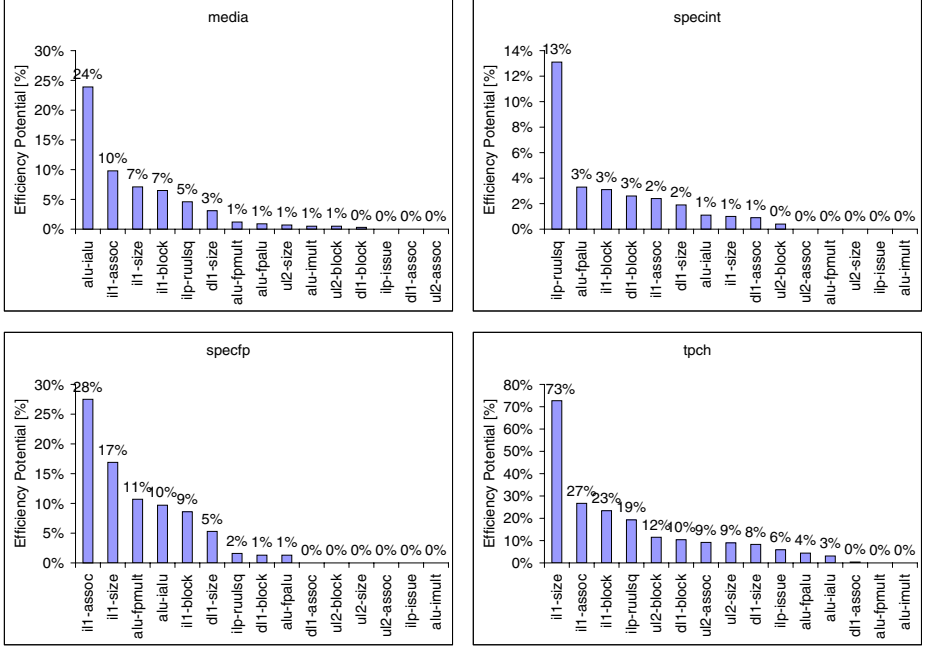 media
Efficiency Potential [%]
30%
25%
20%
15%
10%
5%
0%
24%
10%
7%
7%
5%
3%
1%
1%
1%
1%
1%
0%
0%
0%
0%
alu-ialu
il1-assoc
il1-size
il1-block
ilp-ruulsq
dl1-size
alu-fpmult
alu-fpalu
ul2-size
alu-imult
ul2-block
dl1-block
ilp-issue
dl1-assoc
ul2-assoc
specint
Efficiency Potential [%]
14%
12%
10%
8%
6%
4%
2%
0%
13%
3%
3%
3%
2%
2%
1%
1%
1%
0%
0%
0%
0%
0%
0%
ilp-ruulsq
alu-fpalu
il1-block
dl1-block
il1-assoc
dl1-size
alu-ialu
il1-size
dl1-assoc
ul2-block
ul2-assoc
alu-fpmult
ul2-size
ilp-issue
alu-imult
specfp
Efficiency Potential [%]
30%
25%
20%
15%
10%
5%
0%
28%
17%
11%
10%
9%
5%
2%
1%
1%
0%
0%
0%
0%
0%
0%
il1-assoc
il1-size
alu-fpmult
alu-ialu
il1-block
dl1-size
ilp-ruulsq
dl1-block
alu-fpalu
dl1-assoc
ul2-block
ul2-size
ul2-assoc
ilp-issue
alu-imult
tpch
Efficiency Potential [%]
80%
70%
60%
50%
40%
30%
20%
10%
0%
73%
27%
23%
19%
12%
10%
9%
9%
8%
6%
4%
3%
0%
0%
0%
il1-size
il1-assoc
il1-block
ilp-ruulsq
ul2-block
dl1-block
ul2-assoc
ul2-size
dl1-size
ilp-issue
alu-fpalu
alu-ialu
dl1-assoc
alu-fpmult
alu-imult